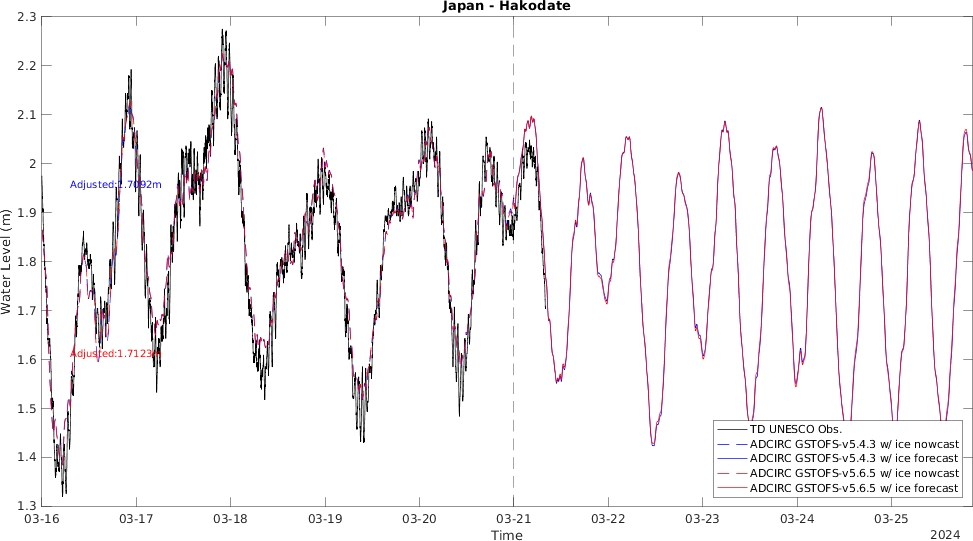 Japan - Hakodate
2.3
2.2
2.1
2
1.9
1.8
1.7
1.6
1.5
1.4
1.3
Water Level (m)
Adjusted:1.7092m
Adjusted:1.7123m
TD UNESCO Obs.
ADCIRC GSTOFS-v5.4.3 w/ ice nowcast
ADCIRC GSTOFS-v5.4.3 w/ ice forecast
ADCIRC GSTOFS-v5.6.5 w/ ice nowcast
ADCIRC GSTOFS-v5.6.5 w/ ice forecast
03-16 03-17 03-18 03-19 03-20 03-21 03-22 03-23 03-24 03-25
Time
2024